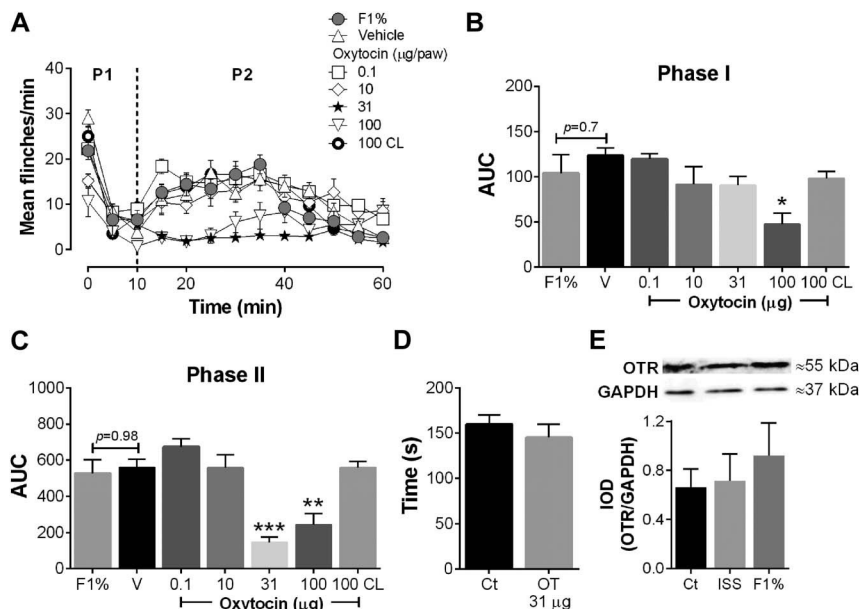 A
P1
P2
F1%
Vehicle
Oxytocin (µg/paw)
0.1
10
31
100
100 CL
Mean flinches/min
40
30
20
10
0
0 10 20 40 60
Time (min)
B
Phase I
AUC
200
150
100
50
0
p=0.7
*
F1% V 0.1 10 31 100 100 CL
Oxytocin (µg)
C
Phase II
AUC
1000
800
600
400
200
0
p=0.98
***
**
F1% V 0.1 10 31 100 100 CL
Oxytocin (µg)
D
Time (s)
200
150
100
50
0
Ct OT
31 µg
E
OTR ≈55 kDa
GAPDH ≈37 kDa
IOD
(OTR/GAPDH)
1.2
0.8
0.4
0.0
Ct ISS F1%